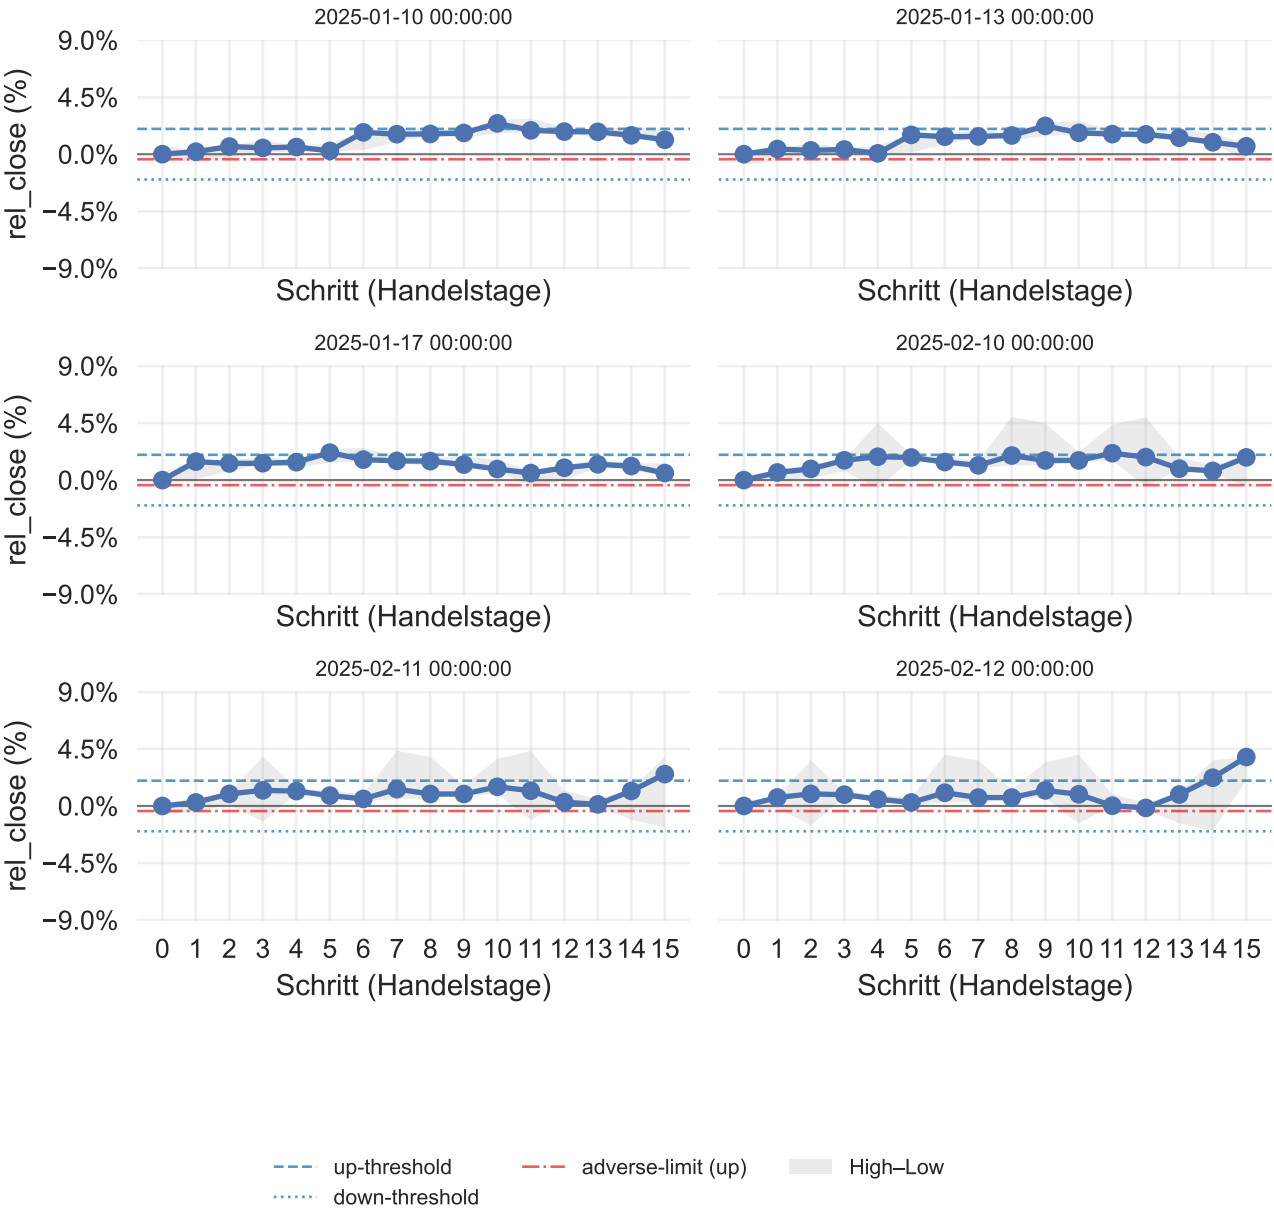 2025-01-10 00:00:00
2025-01-13 00:00:00
rel_close (%)
9.0%
4.5%
0.0%
−4.5%
−9.0%
Schritt (Handelstage)
Schritt (Handelstage)
2025-01-17 00:00:00
2025-02-10 00:00:00
rel_close (%)
9.0%
4.5%
0.0%
−4.5%
−9.0%
Schritt (Handelstage)
Schritt (Handelstage)
2025-02-11 00:00:00
2025-02-12 00:00:00
rel_close (%)
9.0%
4.5%
0.0%
−4.5%
−9.0%
0 1 2 3 4 5 6 7 8 9 10 11 12 13 14 15
0 1 2 3 4 5 6 7 8 9 10 11 12 13 14 15
Schritt (Handelstage)
Schritt (Handelstage)
up-threshold
down-threshold
adverse-limit (up)
High–Low